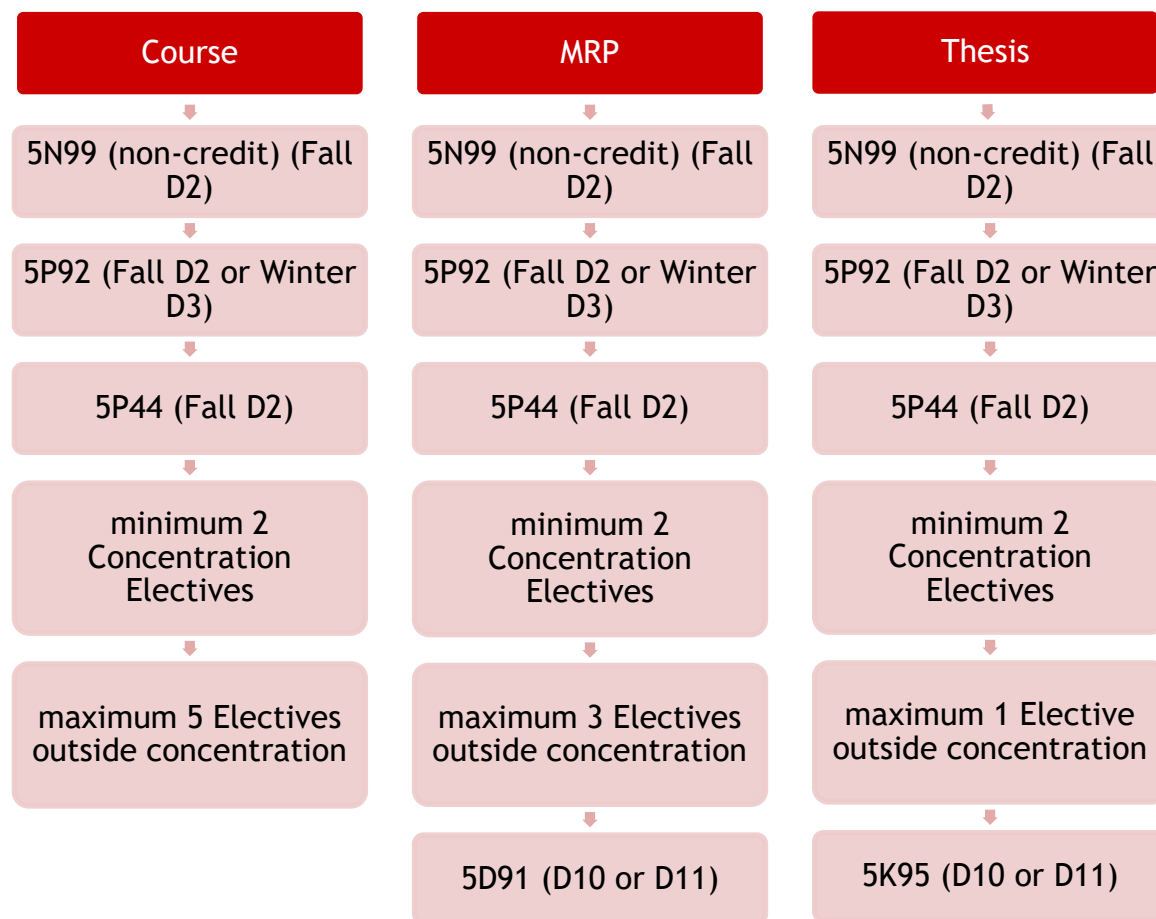 Course
5N99 (non-credit) (Fall
D2)
5P92 (Fall D2 or Winter
D3)
5P44 (Fall D2)
minimum 2
Concentration
Electives
maximum 5 Electives
outside concentration
MRP
5N99 (non-credit) (Fall
D2)
5P92 (Fall D2 or Winter
D3)
5P44 (Fall D2)
minimum 2
Concentration
Electives
maximum 3 Electives
outside concentration
5D91 (D10 or D11)
Thesis
5N99 (non-credit) (Fall
D2)
5P92 (Fall D2 or Winter
D3)
5P44 (Fall D2)
minimum 2
Concentration
Electives
maximum 1 Elective
outside concentration
5K95 (D10 or D11)